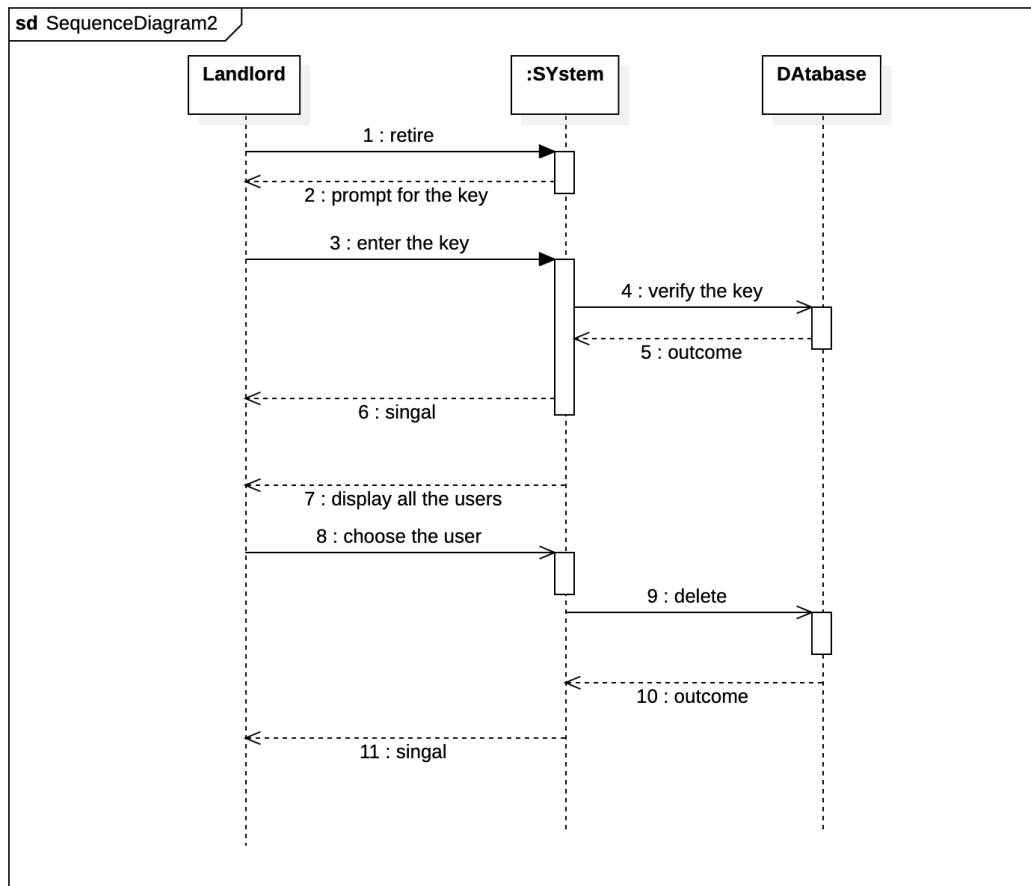 sd SequenceDiagram2
Landlord
:SYstem
DAtabase
1 : retire
2 : prompt for the key
3 : enter the key
4 : verify the key
5 : outcome
6 : singal
7 : display all the users
8 : choose the user
9 : delete
10 : outcome
11 : singal